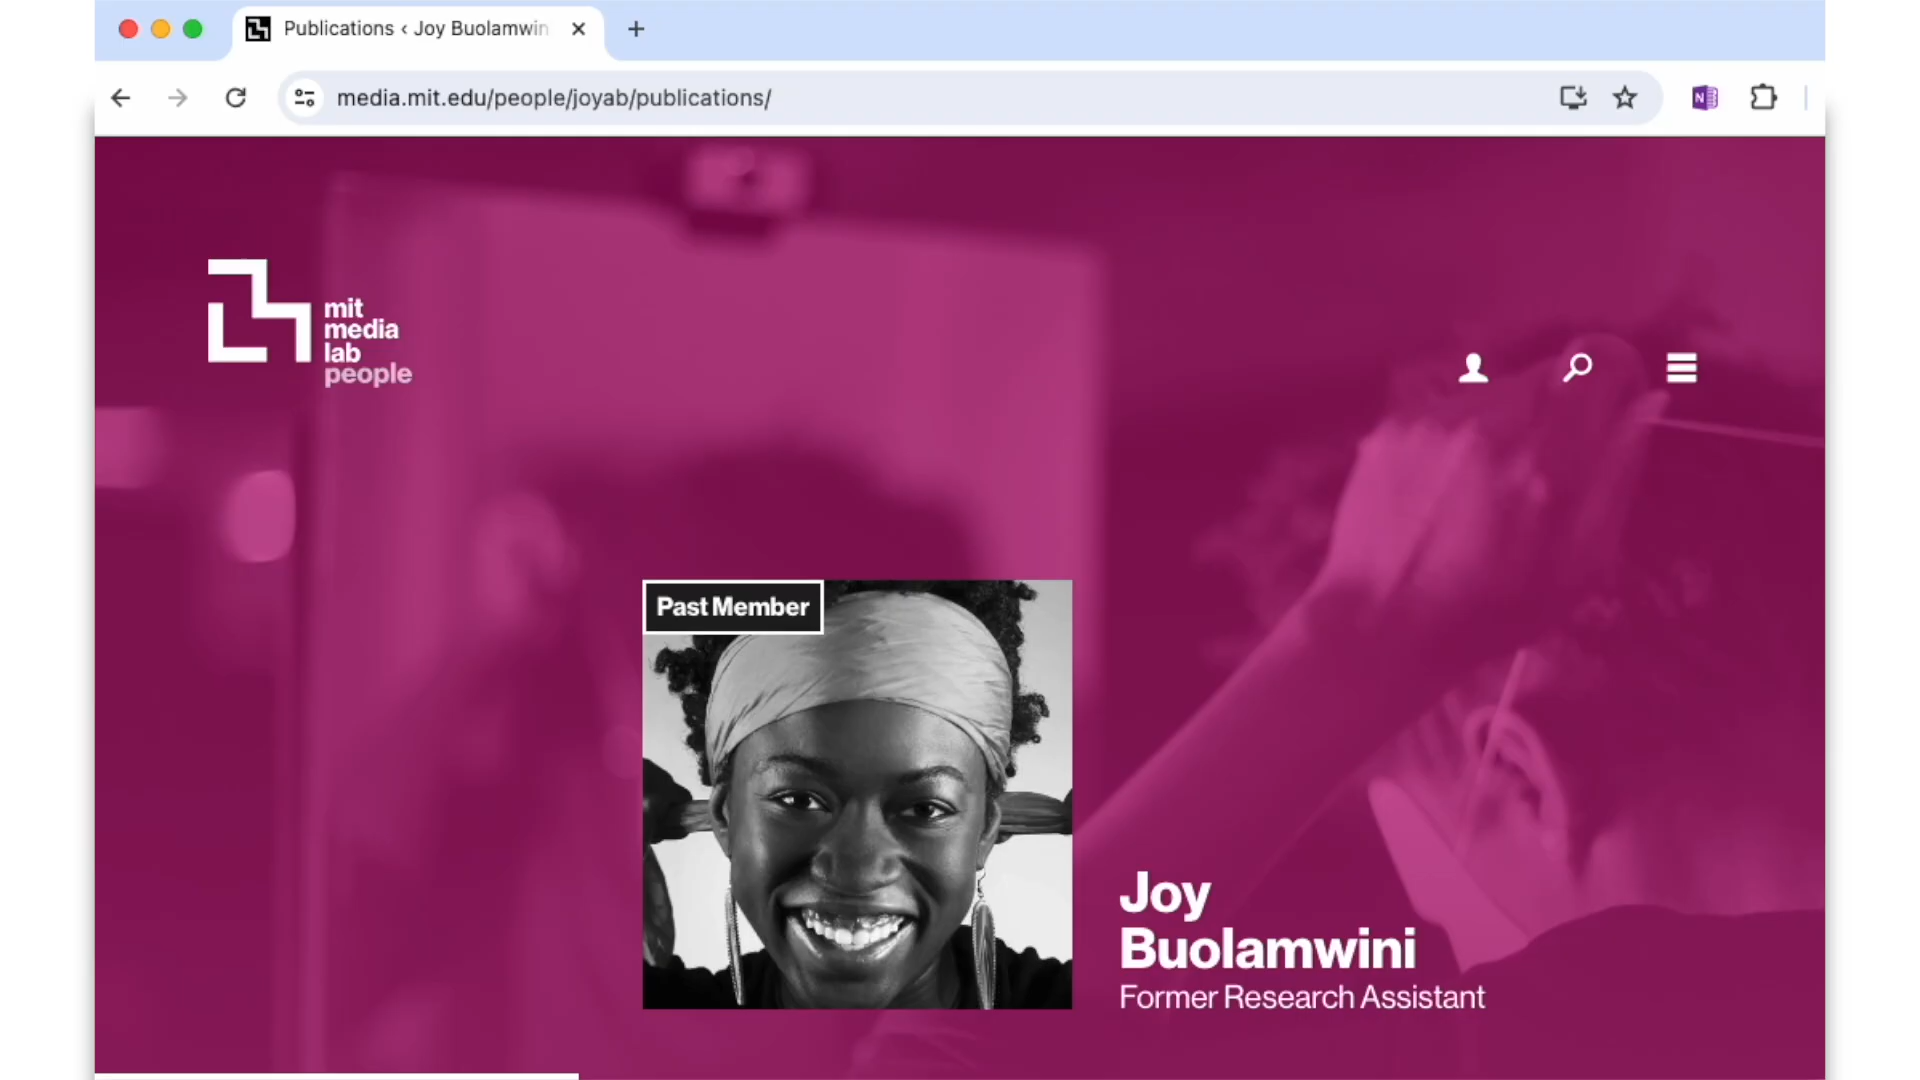 Publications ‹ Joy Buolamwin
media.mit.edu/people/joyab/publications/
N
mit
media
lab
people
Past Member
Joy
Buolamwini
Former Research Assistant